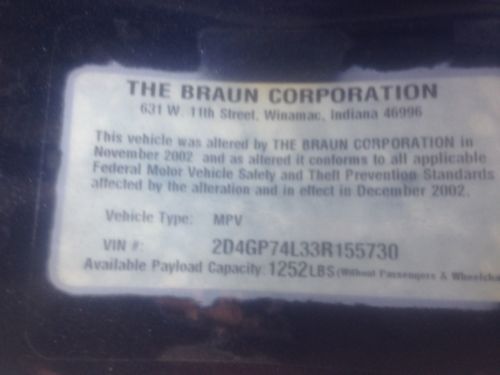 THE BRAUN CORPORATION
631 W. 11th Street, Winamac, Indiana 46996
This vehicle was altered by THE BRAUN CORPORATION in
November 2002 and as altered it conforms to all applicable
Federal Motor Vehicle Safety and Theft Prevention Standards
affected by the alteration and in effect in December 2002.
Vehicle Type: MPV
VIN #: 2D4GP74L33R155730
Available Payload Capacity: 1252LBS (Without Passengers & Wheelcha